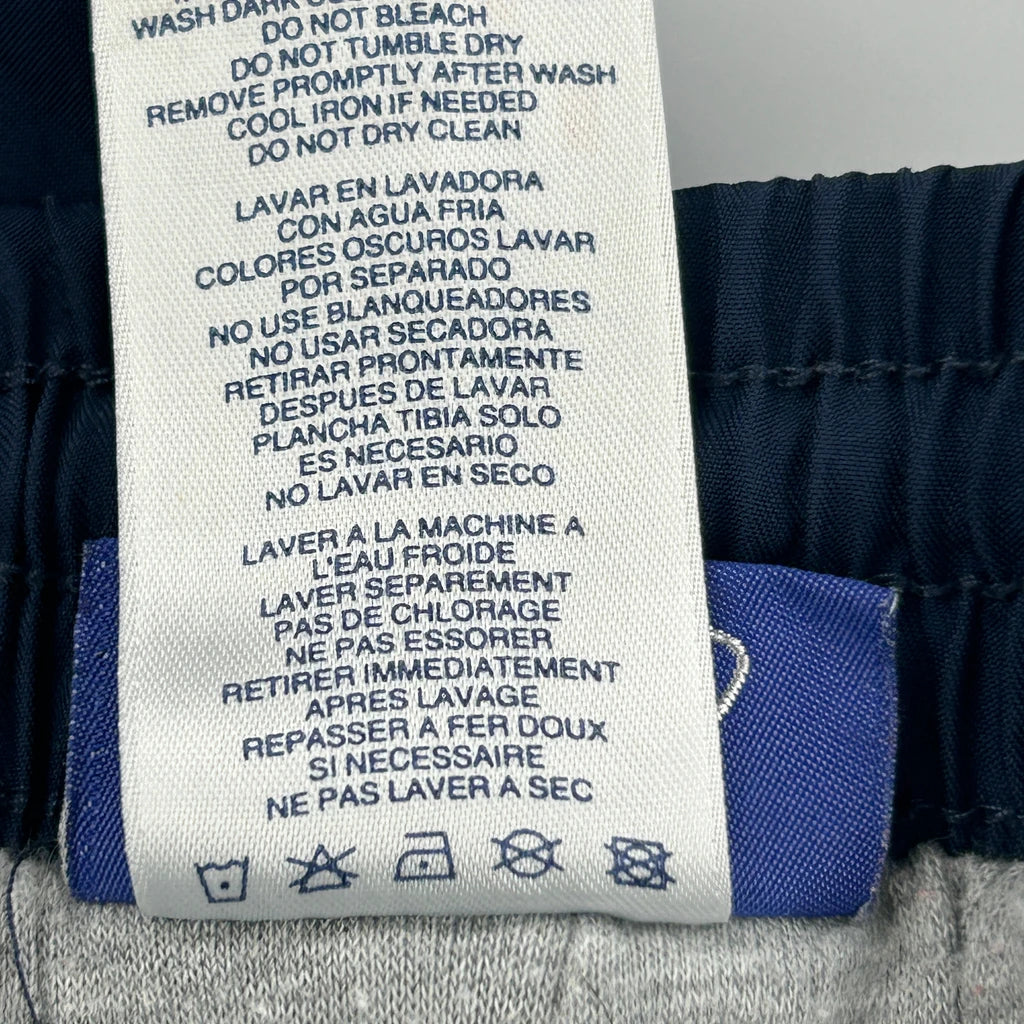 WASH DARK
DO NOT BLEACH
DO NOT TUMBLE DRY
REMOVE PROMPTLY AFTER WASH
COOL IRON IF NEEDED
DO NOT DRY CLEAN
LAVAR EN LAVADORA
CON AGUA FRIA
COLORES OSCUROS LAVAR
POR SEPARADO
NO USE BLANQUEADORES
NO USAR SECADORA
RETIRAR PRONTAMENTE
DESPUES DE LAVAR
PLANCHA TIBIA SOLO
ES NECESARIO
NO LAVAR EN SECO
LAVER A LA MACHINE A
L'EAU FROIDE
LAVER SEPAREMENT
PAS DE CHLORAGE
NE PAS ESSORER
RETIRER IMMEDIATEMENT
APRES LAVAGE
REPASSER A FER DOUX
SI NECESSAIRE
NE PAS LAVER A SEC